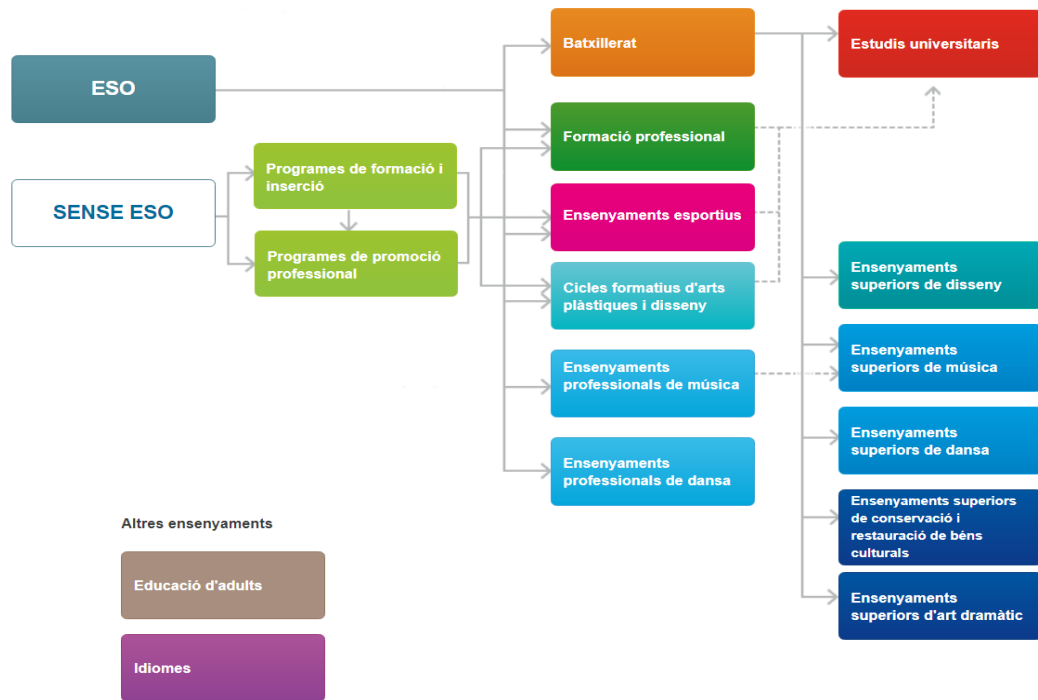 ESO
SENSE ESO
Programes de formació i
inserció
Programes de promoció
professional
Batxillerat
Formació professional
Ensenyaments esportius
Cicles formatius d'arts
plàstiques i disseny
Ensenyaments
professionals de música
Ensenyaments
professionals de dansa
Estudis universitaris
Ensenyaments
superiors de disseny
Ensenyaments
superiors de música
Ensenyaments
superiors de dansa
Ensenyaments superiors
de conservació i
restauració de béns
culturals
Ensenyaments
superiors d'art dramàtic
Altres ensenyaments
Educació d'adults
Idiomes